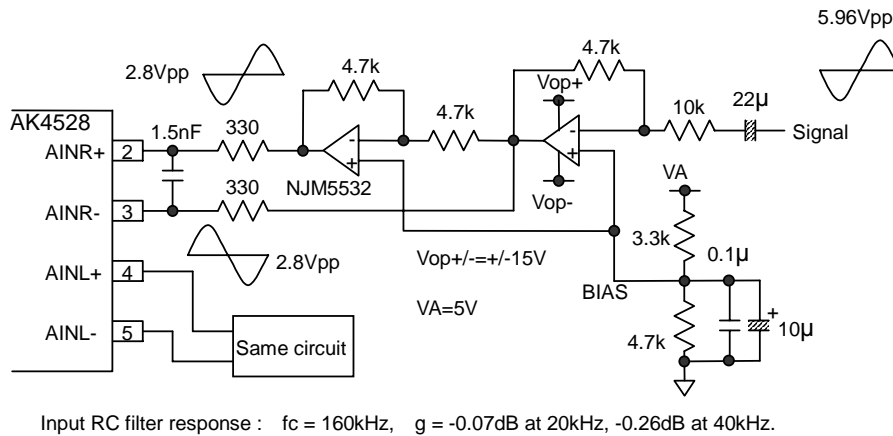 5.96Vpp
2.8Vpp
4.7k
4.7k
Vop+
4.7k
10k
22μ
Signal
AK4528
1.5nF
330
AINR+
2
NJM5532
Vop-
VA
330
AINR-
3
3.3k
0.1μ
2.8Vpp
Vop+/-=+/-15V
AINL+
4
BIAS
VA=5V
+
10μ
4.7k
AINL-
5
Same circuit
Input RC filter response : fc = 160kHz, g = -0.07dB at 20kHz, -0.26dB at 40kHz.